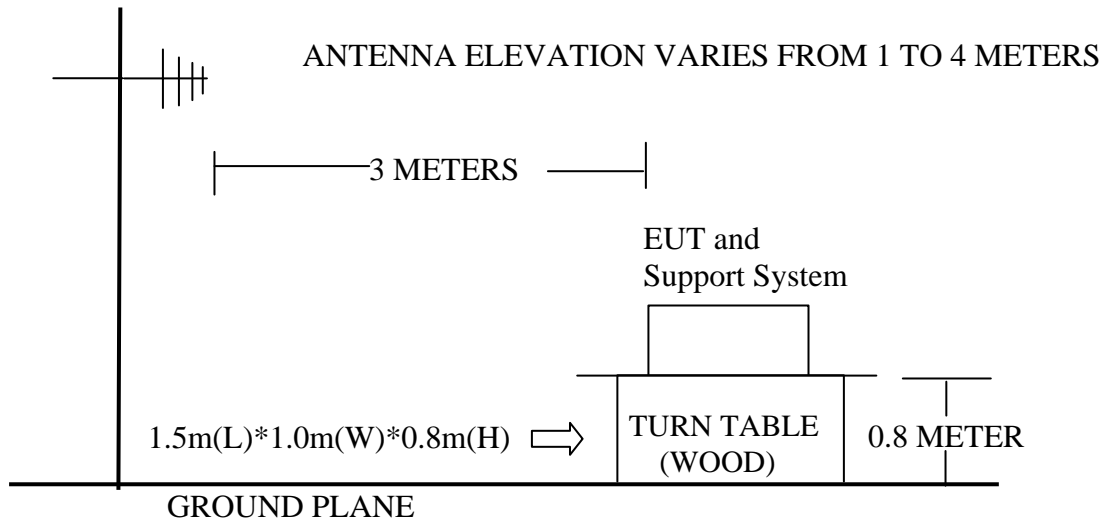 ANTENNA ELEVATION VARIES FROM 1 TO 4 METERS
3 METERS
EUT and
Support System
1.5m(L)*1.0m(W)*0.8m(H)
TURN TABLE
(WOOD)
0.8 METER
GROUND PLANE